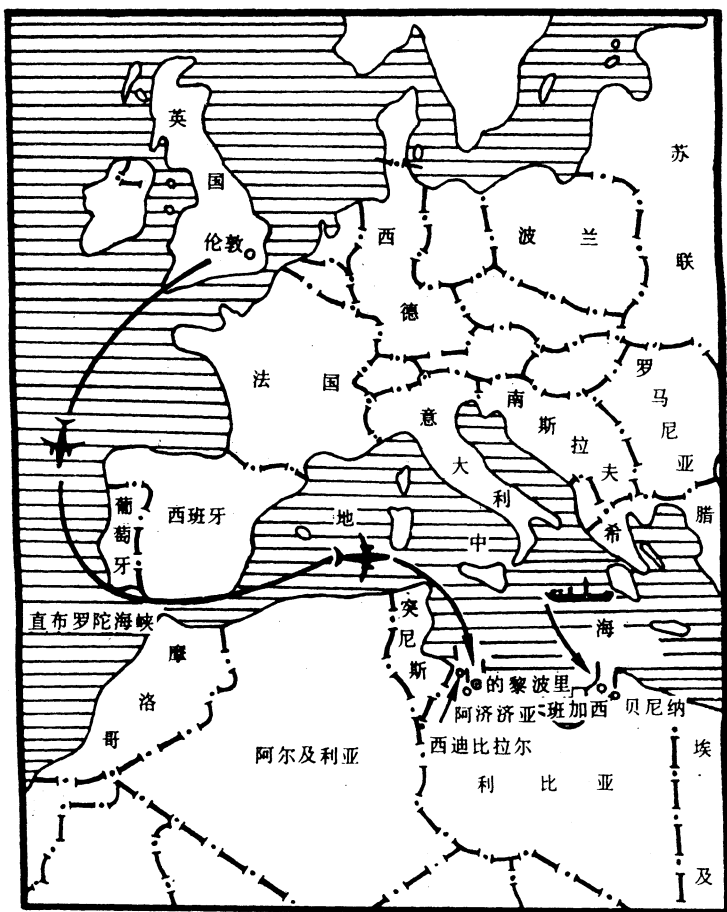 英国
伦敦
苏联
西德
波兰
法国
罗马尼亚
南斯拉夫
意大利
希腊
葡萄牙
西班牙
地中海
直布罗陀海峡
突尼斯
摩洛哥
的黎波里
阿济济亚
班加西
贝尼纳
西迪比拉尔
阿尔及利亚
利比亚
埃及